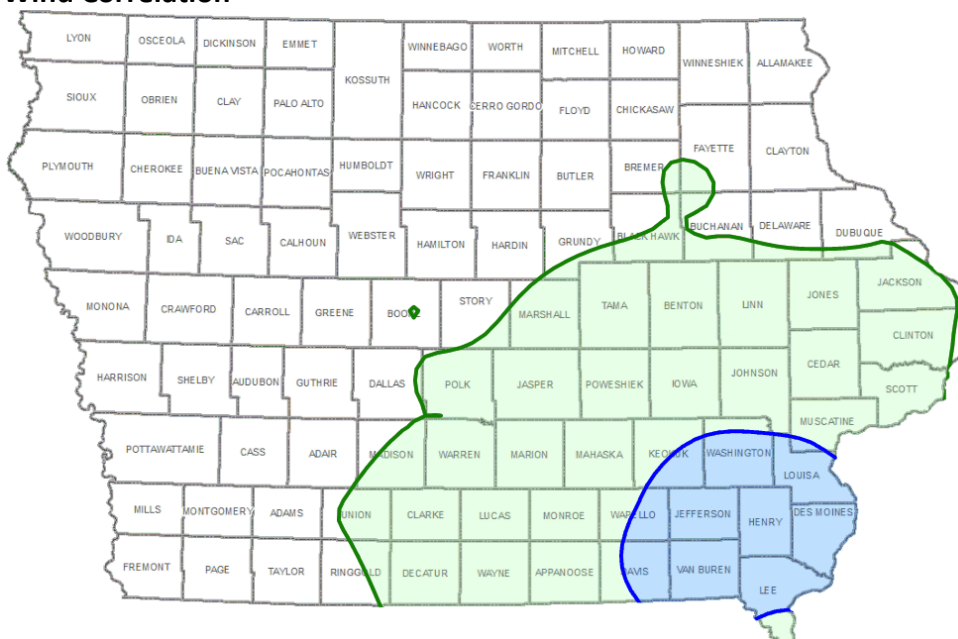 Wind Correlation
LYON OSCEOLA DICKINSON EMMET WINNEBAGO WORTH MITCHELL HOWARD WINNESHIEK ALLAMAKEE
KOSSUTH
SIOUX OBRIEN CLAY PALO ALTO HANCOCK CERRO GORDO FLOYD CHICKASAW
FAYETTE CLAYTON
PLYMOUTH CHEROKEE BUENA VISTA POCAHONTAS HUMBOLDT WRIGHT FRANKLIN BUTLER BREMER
WOODBURY IDA SAC CALHOUN WEBSTER HAMILTON HARDIN GRUNDY BLACK HAWK BUCHANAN DELAWARE DUBUQUE
MONONA CRAWFORD CARROLL GREENE BOONE STORY MARSHALL TAMA BENTON LINN JONES JACKSON
CLINTON
HARRISON SHELBY AUDUBON GUTHRIE DALLAS POLK JASPER POWESHIEK IOWA JOHNSON CEDAR SCOTT
MUSCATINE
POTTAWATTAMIE CASS ADAIR MADISON WARREN MARION MAHASKA KEOKUK WASHINGTON LOUISA
MILLS MONTGOMERY ADAMS UNION CLARKE LUCAS MONROE WAPELLO JEFFERSON HENRY DES MOINES
FREMONT PAGE TAYLOR RINGGOLD DECATUR WAYNE APPANOOSE DAVIS VAN BUREN LEE